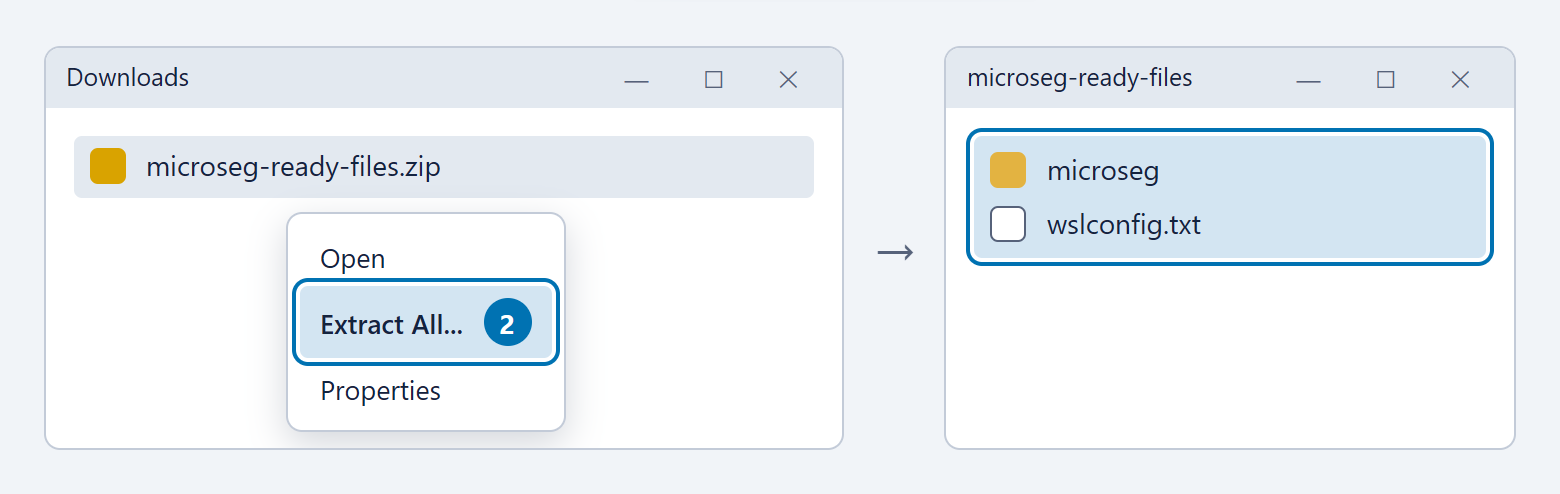 Downloads
microseg-ready-files.zip
Open
Extract All...
2
Properties
→
microseg-ready-files
microseg
wslconfig.txt